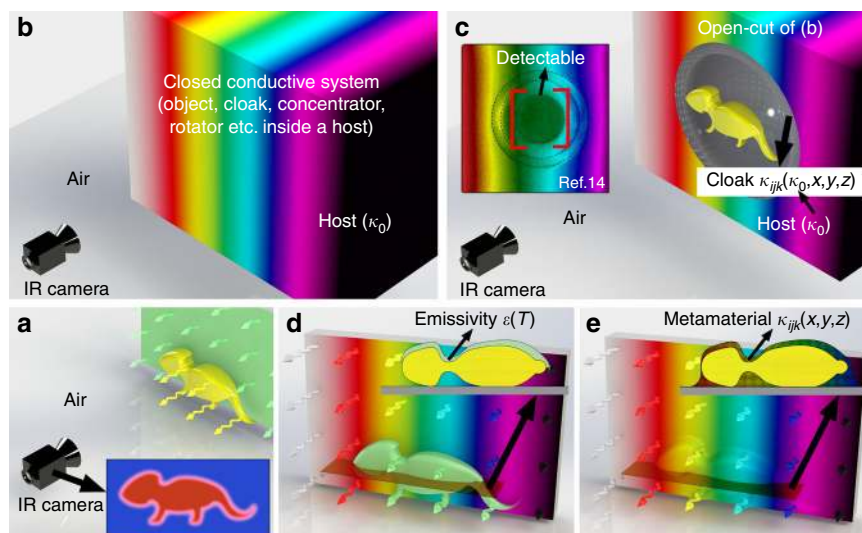 b
Closed conductive system
(object, cloak, concentrator,
rotator etc. inside a host)
Air
Host (κ0)
IR camera
c
Open-cut of (b)
Detectable
Ref.14
Cloak κijk(κ0,x,y,z)
Air
Host (κ0)
IR camera
a
Air
IR camera
d
Emissivity ε(T)
e
Metamaterial κijk(x,y,z)